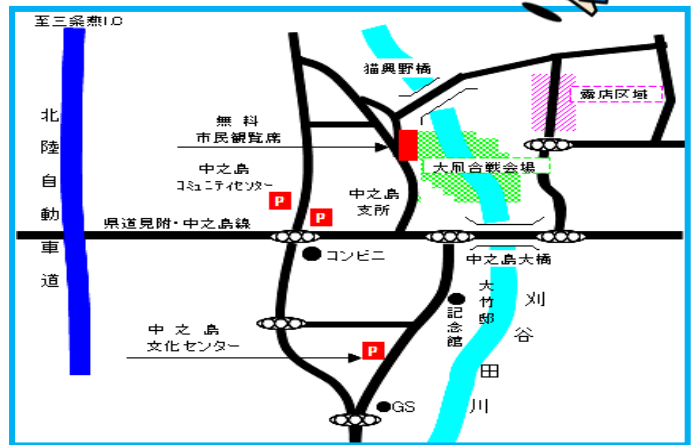 至三条燕I.C
猫興野橋
北陸自動車道
露店区域
無料
市民観覧席
大凧合戦会場
中之島
コミュニティセンター
中之島
支所
P
P
県道見附・中之島線
コンビニ
中之島大橋
大竹邸
記念館
刈谷田川
中之島
文化センター
P
GS